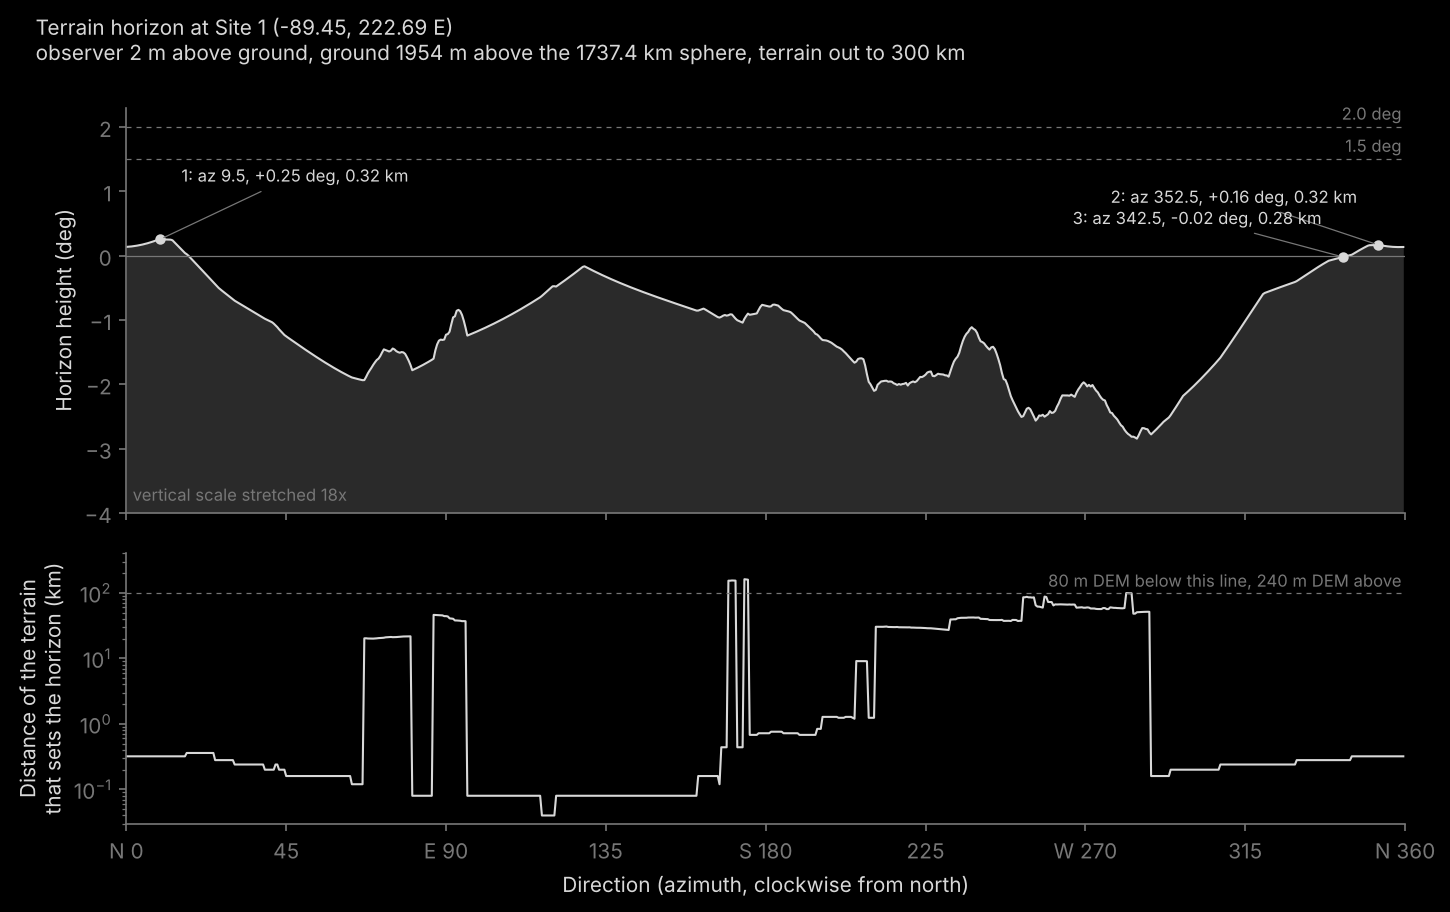 Terrain horizon at Site 1 (-89.45, 222.69 E)
observer 2 m above ground, ground 1954 m above the 1737.4 km sphere, terrain out to 300 km
2.0 deg
1.5 deg
1: az 9.5, +0.25 deg, 0.32 km
2: az 352.5, +0.16 deg, 0.32 km
3: az 342.5, -0.02 deg, 0.28 km
Horizon height (deg)
2
1
0
−1
−2
−3
−4
vertical scale stretched 18x
Distance of the terrain
that sets the horizon (km)
80 m DEM below this line, 240 m DEM above
10²
10¹
10⁰
10⁻¹
N 0 45 E 90 135 S 180 225 W 270 315 N 360
Direction (azimuth, clockwise from north)